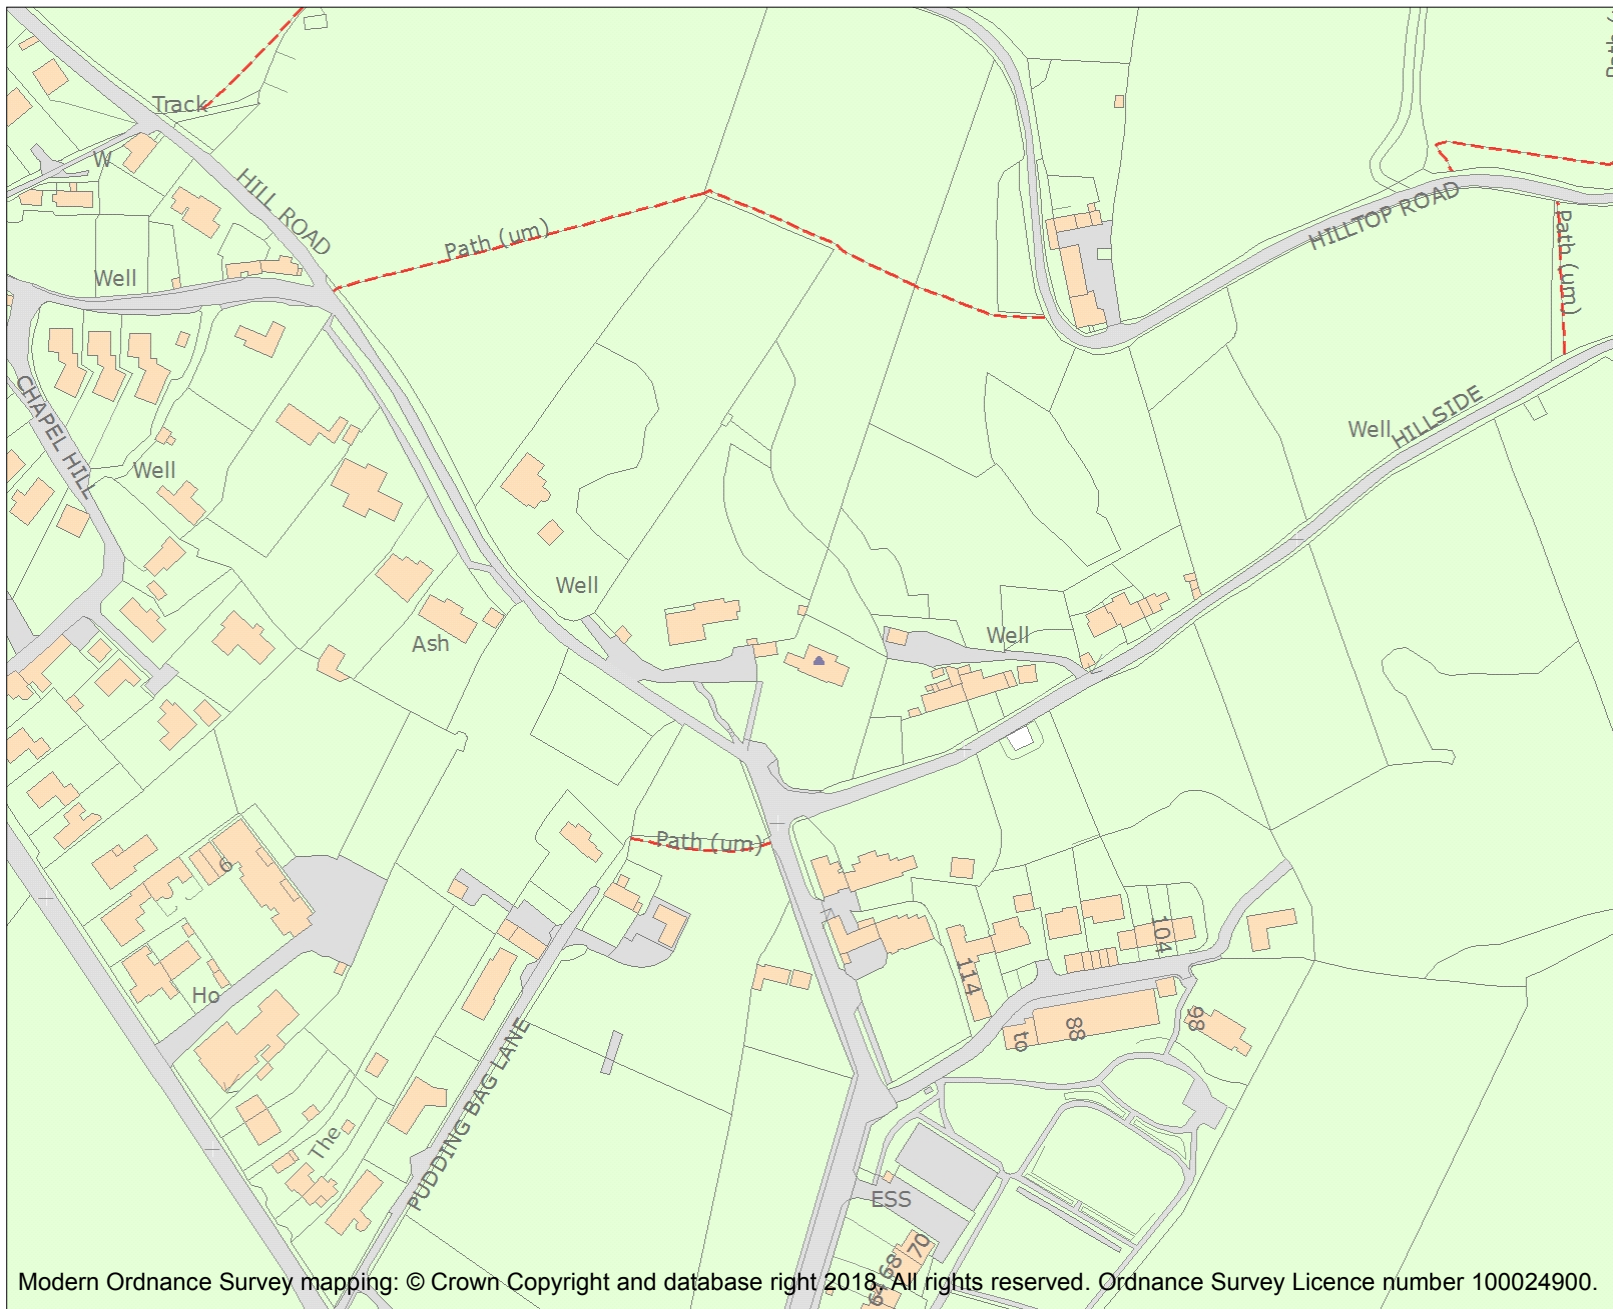 Track
W
HILL ROAD
Path (um)
HILLTOP ROAD
Path (um)
Well
CHAPEL HILL
Well
HILLSIDE
Well
Well
Ash
Well
Path (um)
6
104
114
Ho
98
88
to
PUDDING BAG LANE
The
ESS
70
68
64
Modern Ordnance Survey mapping: © Crown Copyright and database right 2018. All rights reserved. Ordnance Survey Licence number 100024900.